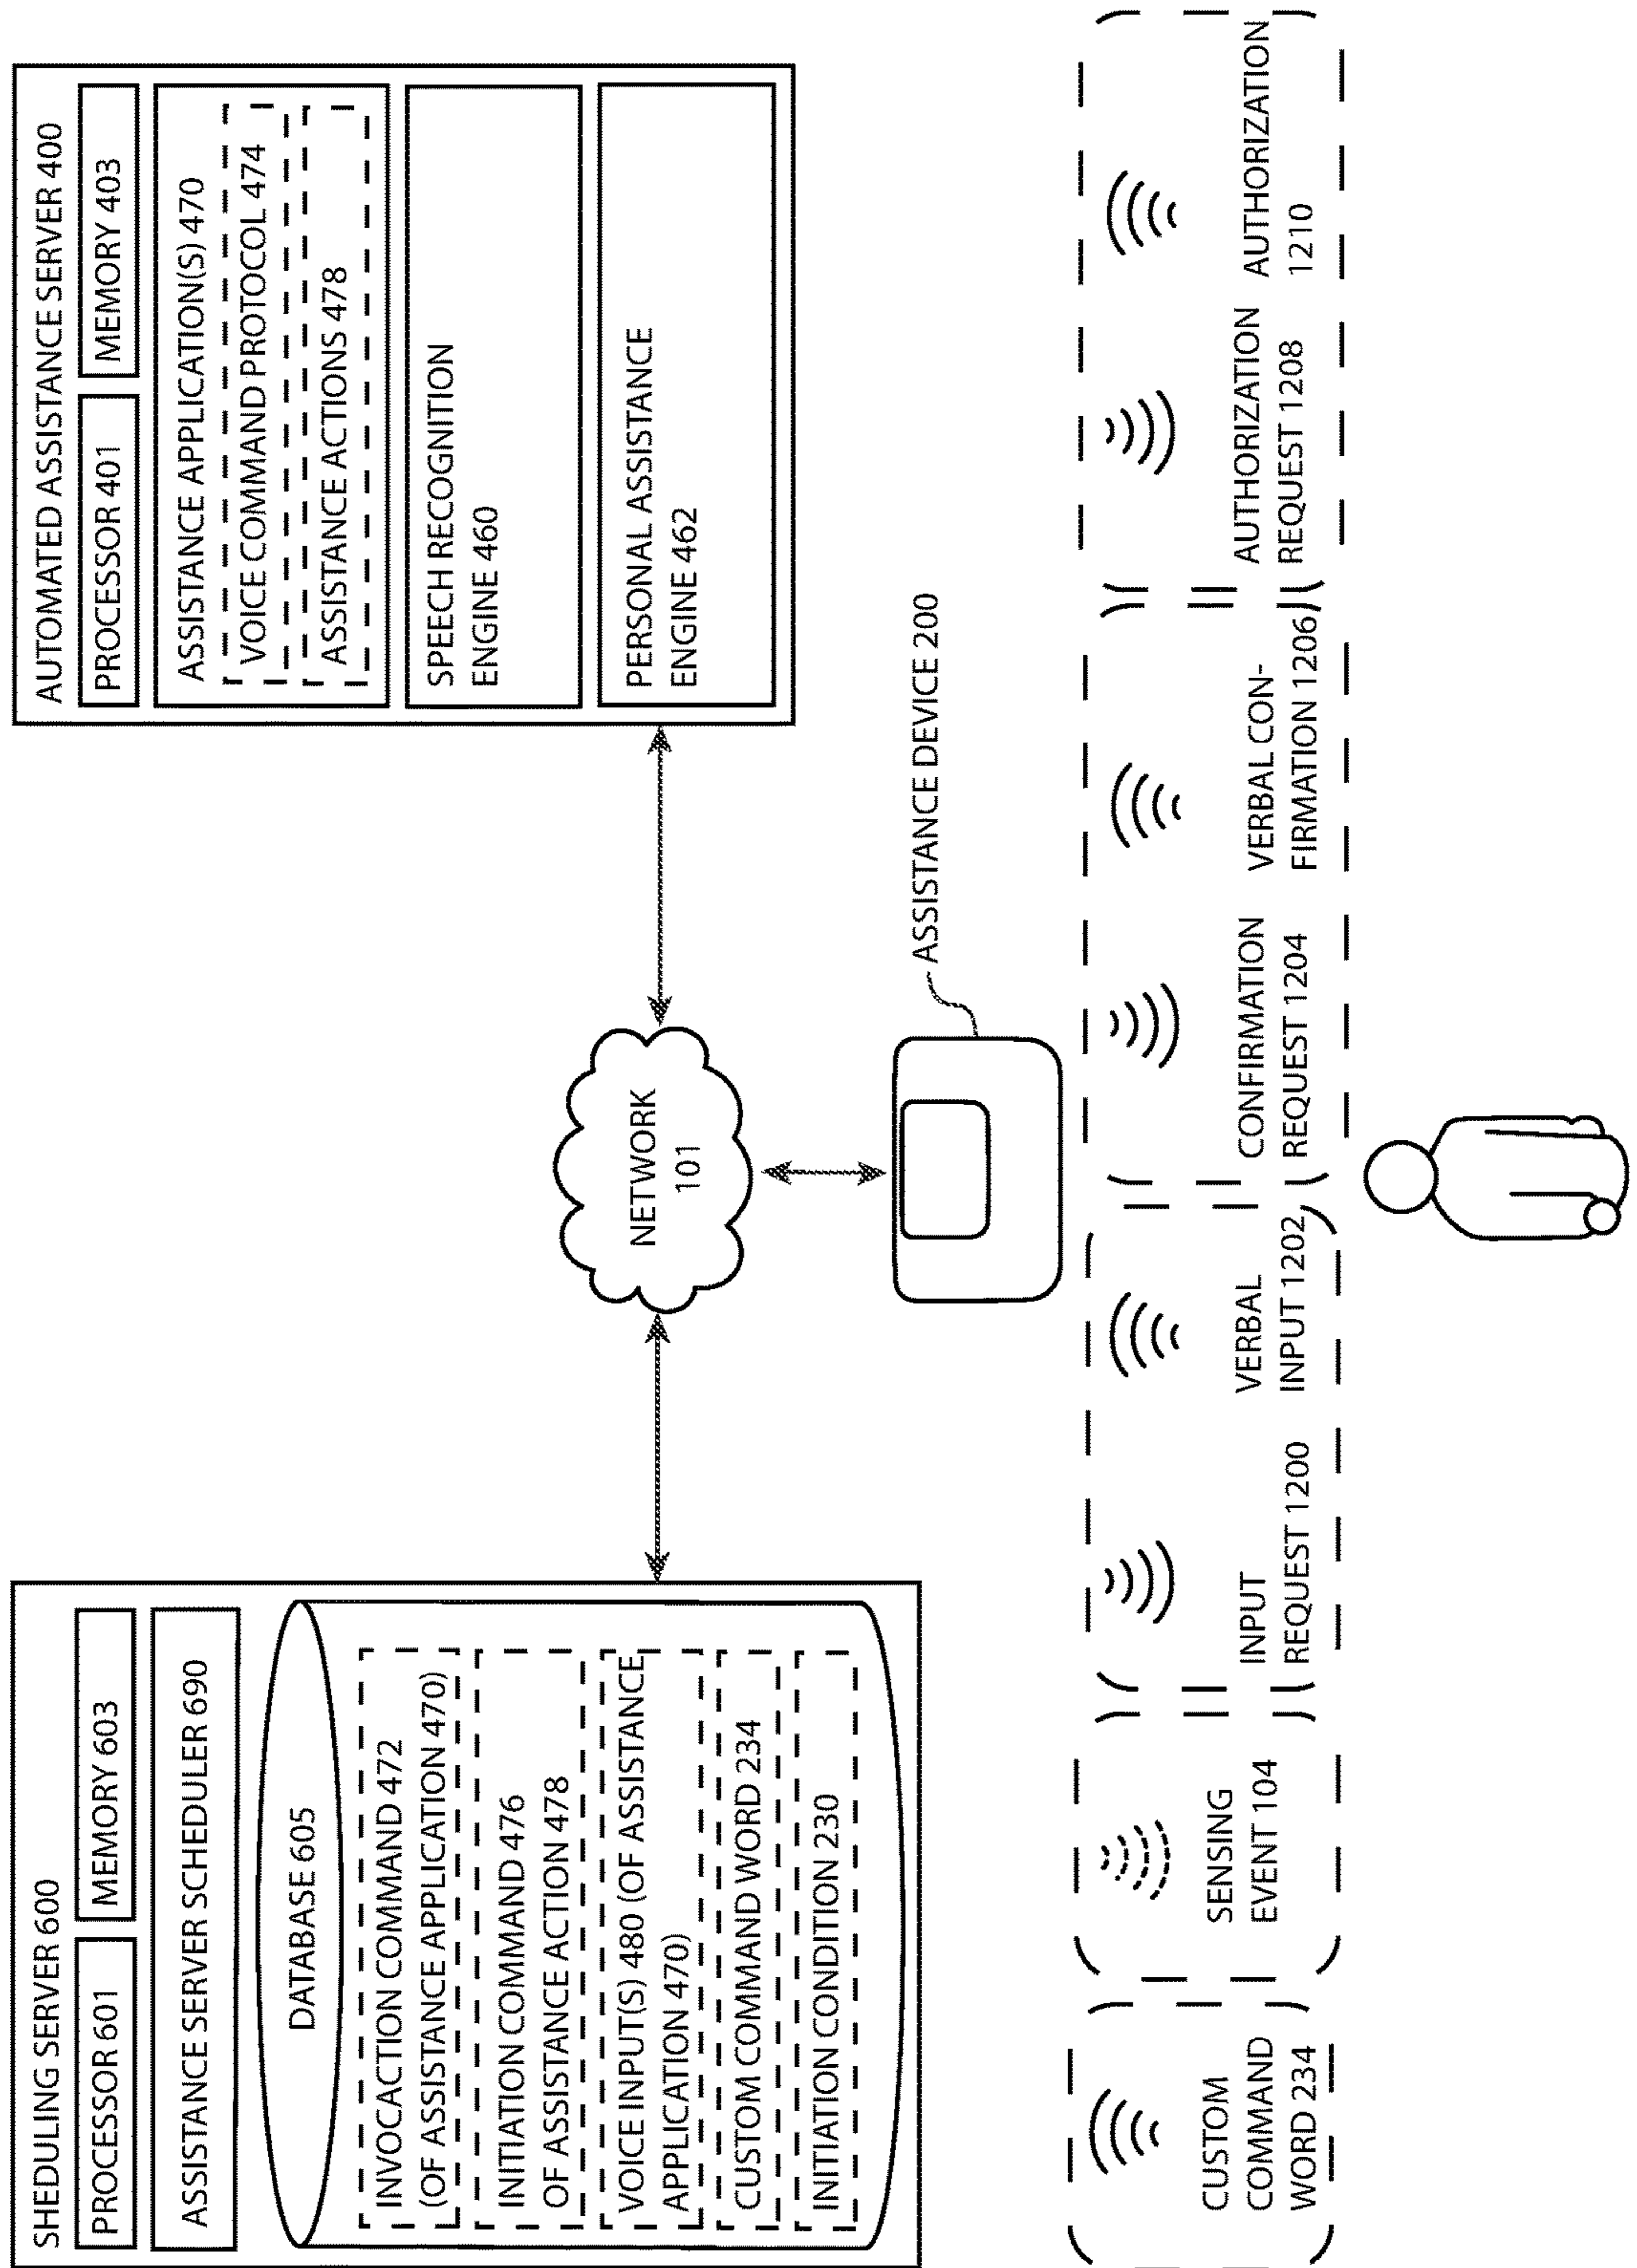 SHEDULING SERVER 600
PROCESSOR 601
MEMORY 603
ASSISTANCE SERVER SCHEDULER 690
DATABASE 605
INVOCACTION COMMAND 472
(OF ASSISTANCE APPLICATION 470)
INITIATION COMMAND 476
OF ASSISTANCE ACTION 478
VOICE INPUT(S) 480 (OF ASSISTANCE
APPLICATION 470)
CUSTOM COMMAND WORD 234
INITIATION CONDITION 230
NETWORK
101
AUTOMATED ASSISTANCE SERVER 400
PROCESSOR 401
MEMORY 403
ASSISTANCE APPLICATION(S) 470
VOICE COMMAND PROTOCOL 474
ASSISTANCE ACTIONS 478
SPEECH RECOGNITION
ENGINE 460
PERSONAL ASSISTANCE
ENGINE 462
ASSISTANCE DEVICE 200
CUSTOM
COMMAND
WORD 234
SENSING
EVENT 104
INPUT
REQUEST 1200
VERBAL
INPUT 1202
CONFIRMATION
REQUEST 1204
VERBAL CON-
FIRMATION 1206
AUTHORIZATION
REQUEST 1208
AUTHORIZATION
1210